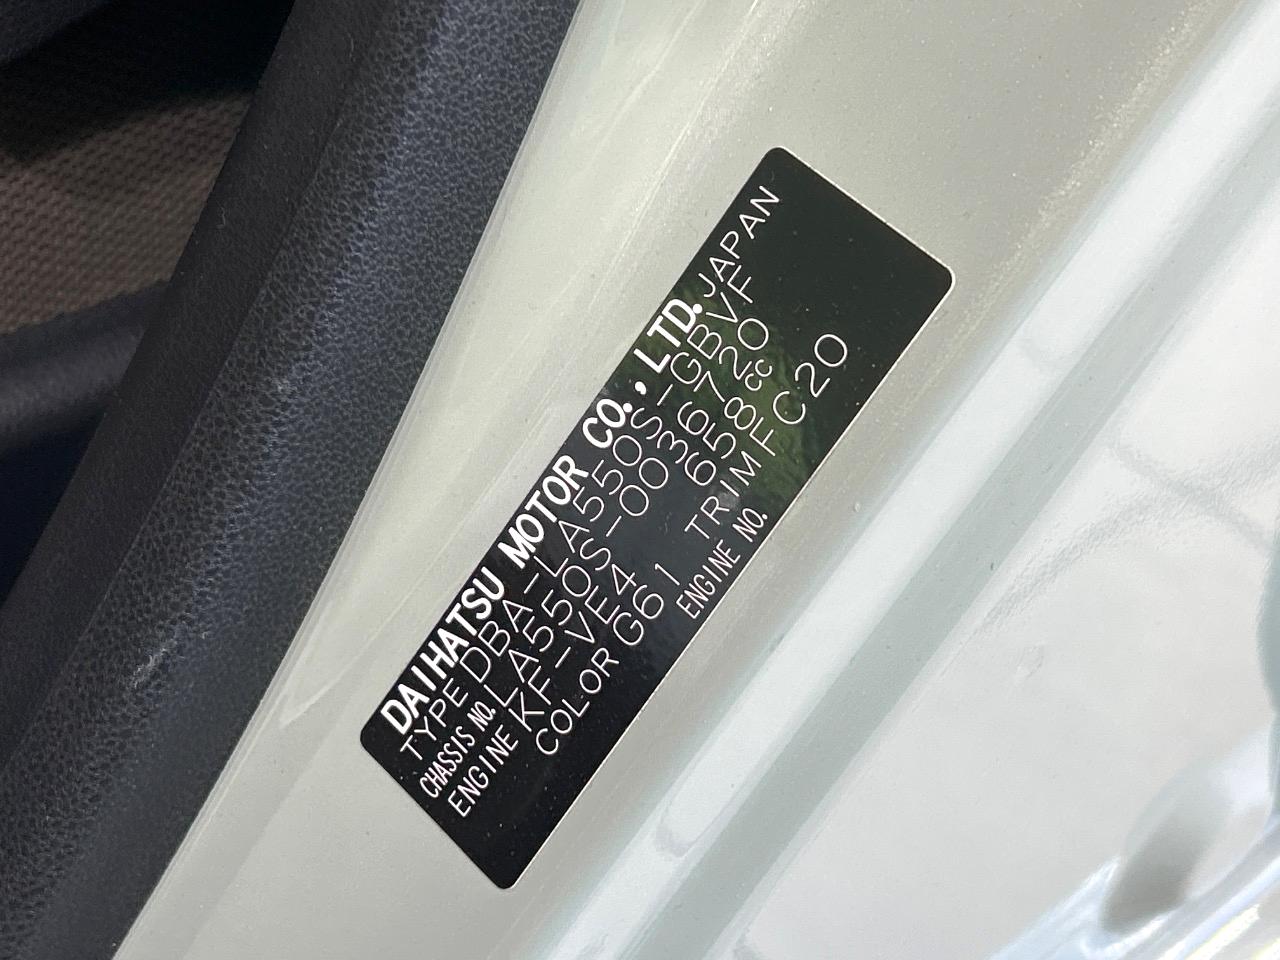 DAIHATSU MOTOR CO., LTD. JAPAN
TYPE DBA-LA550S-GBVF
CHASSIS NO. LA550S-0036720
ENGINE KF-VE4 658cc
COLOR G61 TRIM FC20
ENGINE NO.